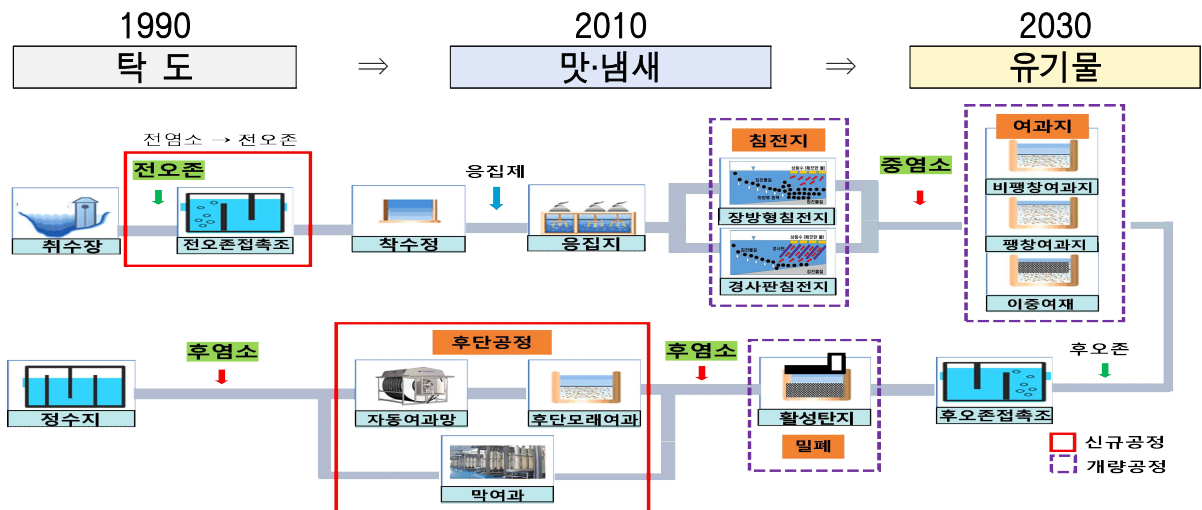 1990
2010
2030
탁 도
⇒
맛·냄새
⇒
유기물
전염소 → 전오존
전오존
응집제
침전지
중염소
여과지
취수장
전오존접촉조
착수정
응집지
장방형침전지
경사판침전지
비팽창여과지
팽창여과지
이중여재
후염소
후단공정
후염소
후오존
정수지
자동여과망
후단모래여과
막여과
활성탄지
밀폐
후오존접촉조
신규공정
개량공정